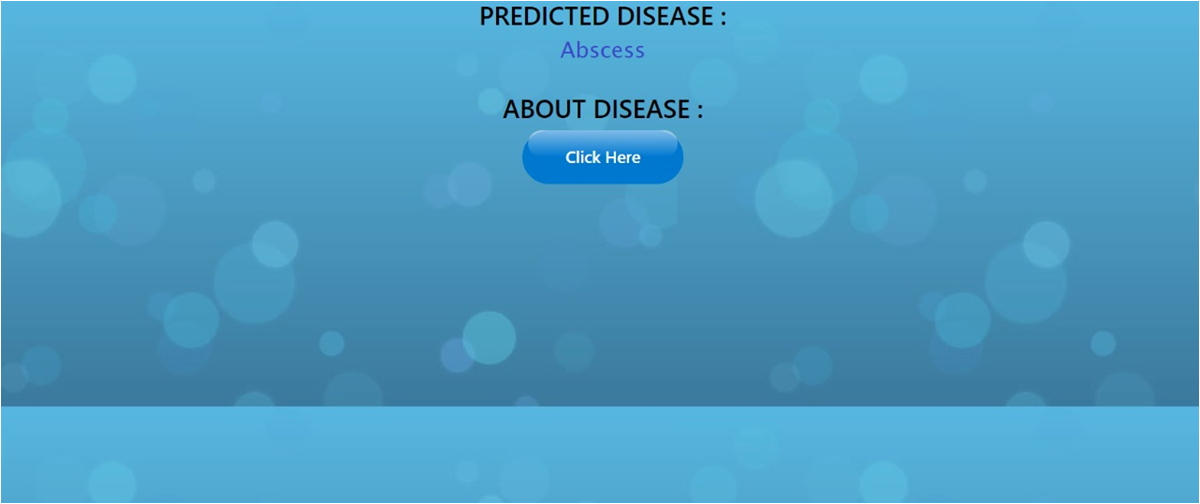 PREDICTED DISEASE :
Abscess
ABOUT DISEASE :
Click Here